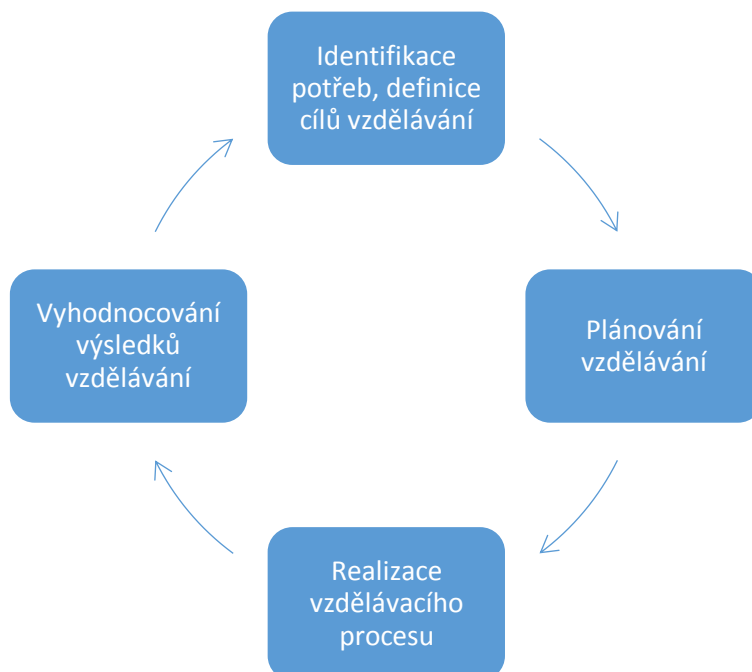 Identifikace
potřeb, definice
cílů vzdělávání
Plánování
vzdělávání
Realizace
vzdělávacího
procesu
Vyhodnocování
výsledků
vzdělávání